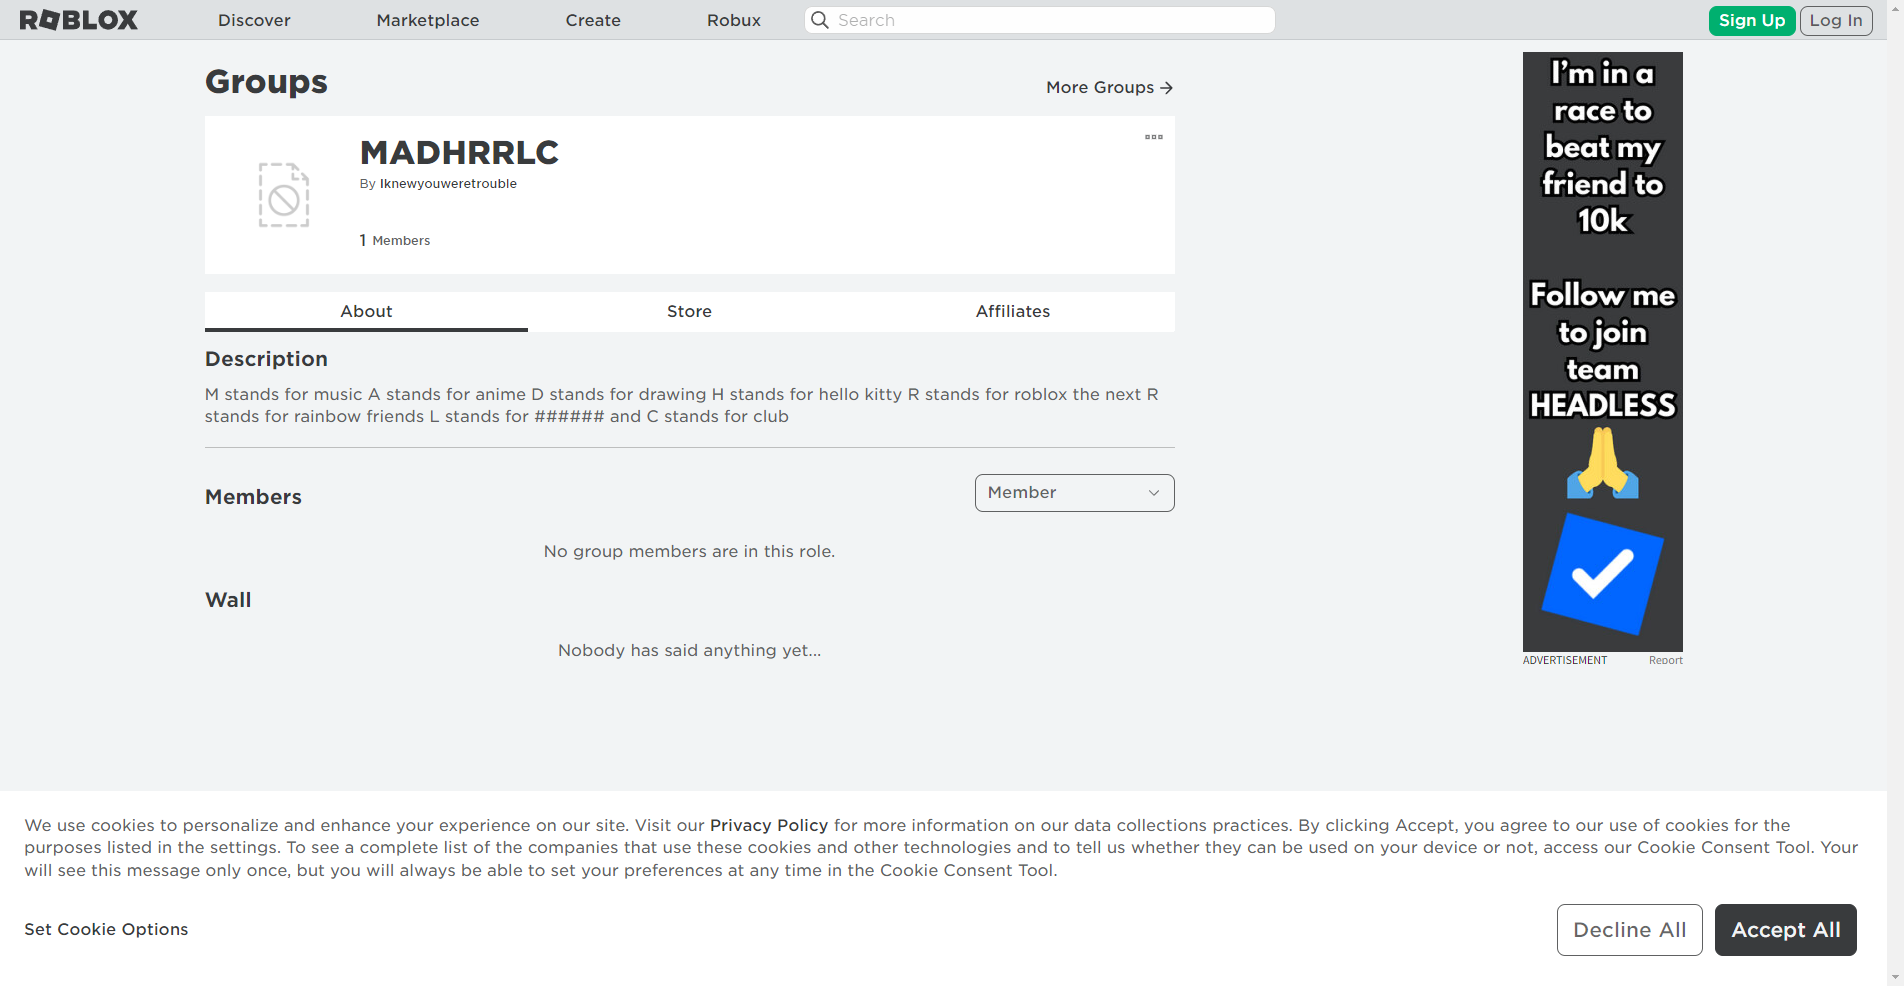 ROBLOX
Discover
Marketplace
Create
Robux
Search
Sign Up
Log In
Groups
More Groups
MADHRRLC
By Iknewyouweretrouble
1 Members
About
Store
Affiliates
Description
M stands for music A stands for anime D stands for drawing H stands for hello kitty R stands for roblox the next R
stands for rainbow friends L stands for ###### and C stands for club
Members
Member
No group members are in this role.
Wall
Nobody has said anything yet...
I'm in a
race to
beat my
friend to
10k
Follow me
to join
team
HEADLESS
ADVERTISEMENT
Report
We use cookies to personalize and enhance your experience on our site. Visit our Privacy Policy for more information on our data collections practices. By clicking Accept, you agree to our use of cookies for the
purposes listed in the settings. To see a complete list of the companies that use these cookies and other technologies and to tell us whether they can be used on your device or not, access our Cookie Consent Tool. Your
will see this message only once, but you will always be able to set your preferences at any time in the Cookie Consent Tool.
Set Cookie Options
Decline All
Accept All